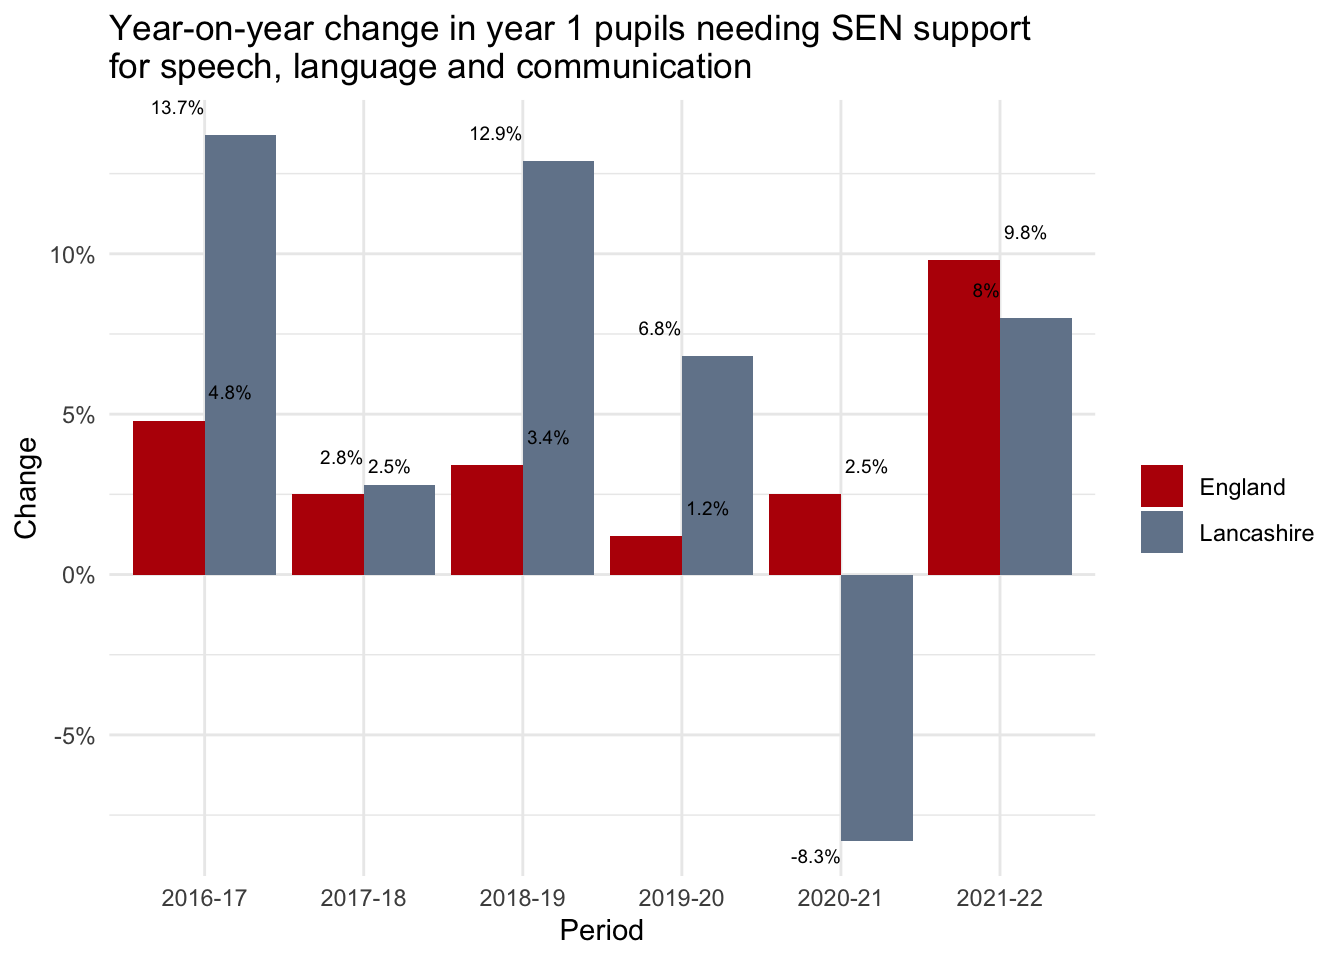 Year-on-year change in year 1 pupils needing SEN support
for speech, language and communication
13.7%
12.9%
9.8%
10%
8%
6.8%
4.8%
5%
3.4%
2.8%
2.5%
2.5%
1.2%
0%
-5%
-8.3%
Change
England
Lancashire
2016-17 2017-18 2018-19 2019-20 2020-21 2021-22
Period